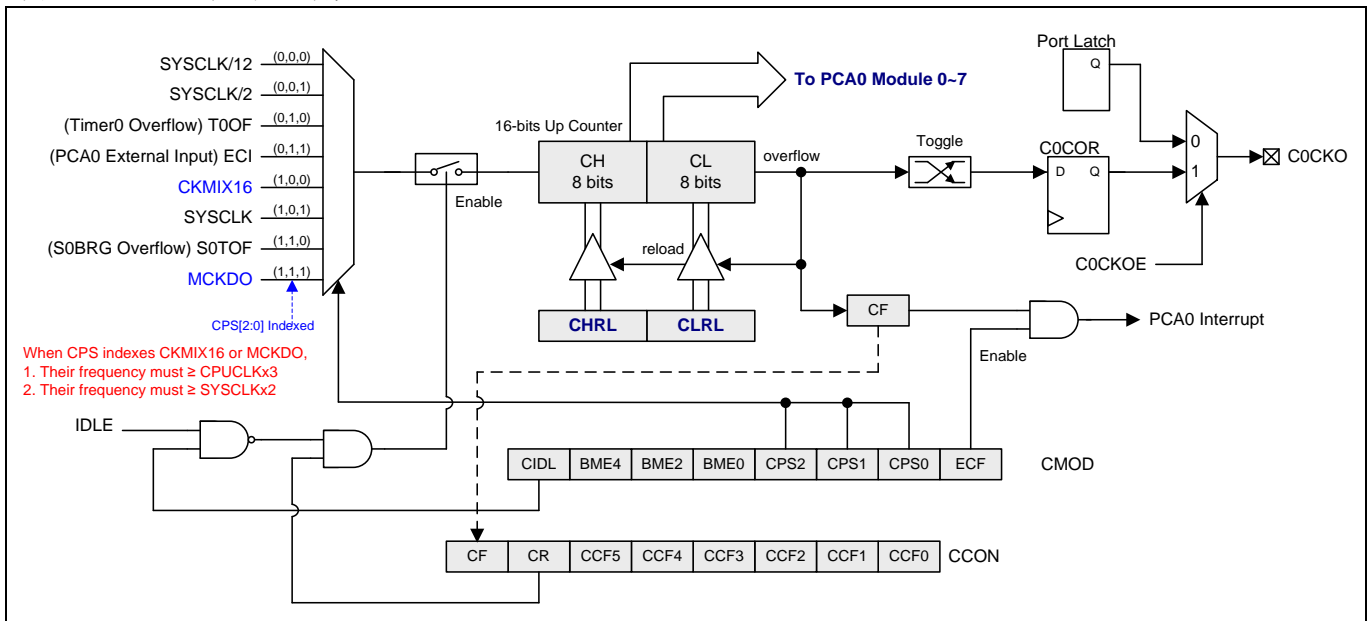 SYSCLK/12 (0,0,0)
SYSCLK/2 (0,0,1)
(Timer0 Overflow) T0OF (0,1,0)
(PCA0 External Input) ECI (0,1,1)
CKMIX16 (1,0,0)
SYSCLK (1,0,1)
(S0BRG Overflow) S0TOF (1,1,0)
MCKDO (1,1,1)
CPS[2:0] Indexed
When CPS indexes CKMIX16 or MCKDO,
1. Their frequency must ≥ CPUCLKx3
2. Their frequency must ≥ SYSCLKx2
Enable
To PCA0 Module 0~7
16-bits Up Counter
CH
8 bits
CL
8 bits
overflow
reload
CHRL
CLRL
Toggle
Port Latch
Q
C0COR
D Q
0
1
C0CKO
C0CKOE
CF
Enable
PCA0 Interrupt
IDLE
CIDL BME4 BME2 BME0 CPS2 CPS1 CPS0 ECF CMOD
CF CR CCF5 CCF4 CCF3 CCF2 CCF1 CCF0 CCON